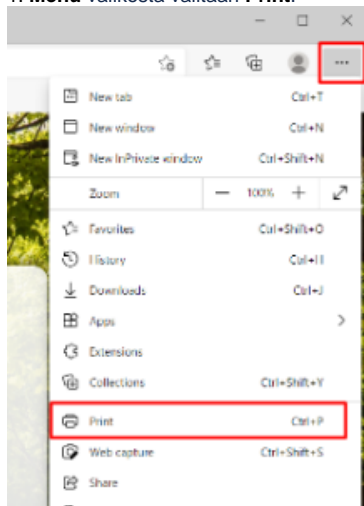 1. Menu valikosta valitaan Print.
New tab Ctrl+T
New window Ctrl+N
New InPrivate window Ctrl+Shift+N
Zoom — 100% +
Favorites Ctrl+Shift+O
History Ctrl+H
Downloads Ctrl+J
Apps
Extensions
Collections Ctrl+Shift+Y
Print Ctrl+P
Web capture Ctrl+Shift+S
Share